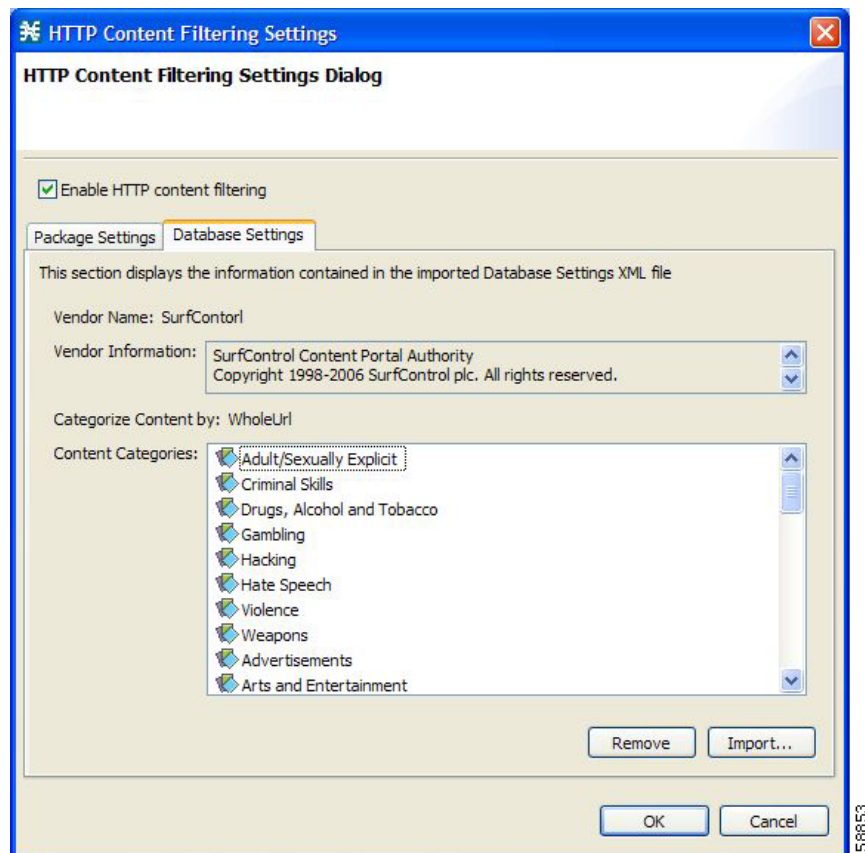 HTTP Content Filtering Settings
HTTP Content Filtering Settings Dialog
Enable HTTP content filtering
Package Settings
Database Settings
This section displays the information contained in the imported Database Settings XML file
Vendor Name: SurfContorl
Vendor Information:
SurfControl Content Portal Authority
Copyright 1998-2006 SurfControl plc. All rights reserved.
Categorize Content by: WholeUrl
Content Categories:
Adult/Sexually Explicit
Criminal Skills
Drugs, Alcohol and Tobacco
Gambling
Hacking
Hate Speech
Violence
Weapons
Advertisements
Arts and Entertainment
Remove
Import...
OK
Cancel
58853